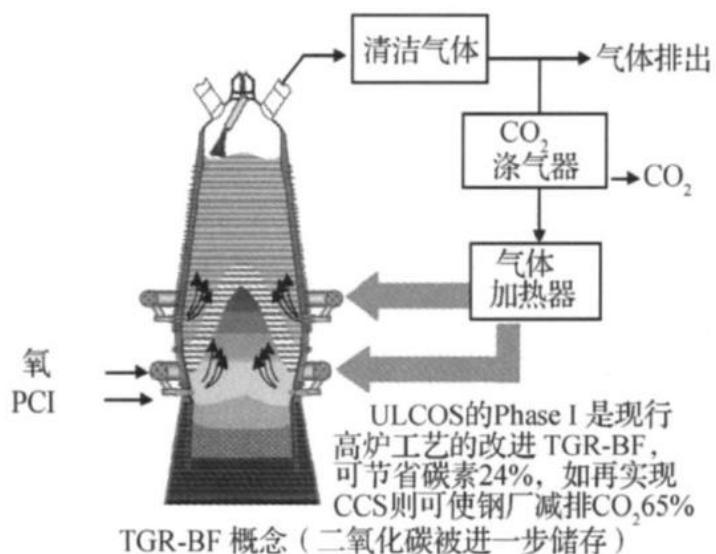 清洁气体
气体排出
CO₂
涤气器
CO₂
气体
加热器
氧
PCI
ULCOS的Phase I 是现行
高炉工艺的改进 TGR-BF，
可节省碳素24%，如再实现
CCS则可使钢厂减排CO₂65%
TGR-BF 概念（二氧化碳被进一步储存）